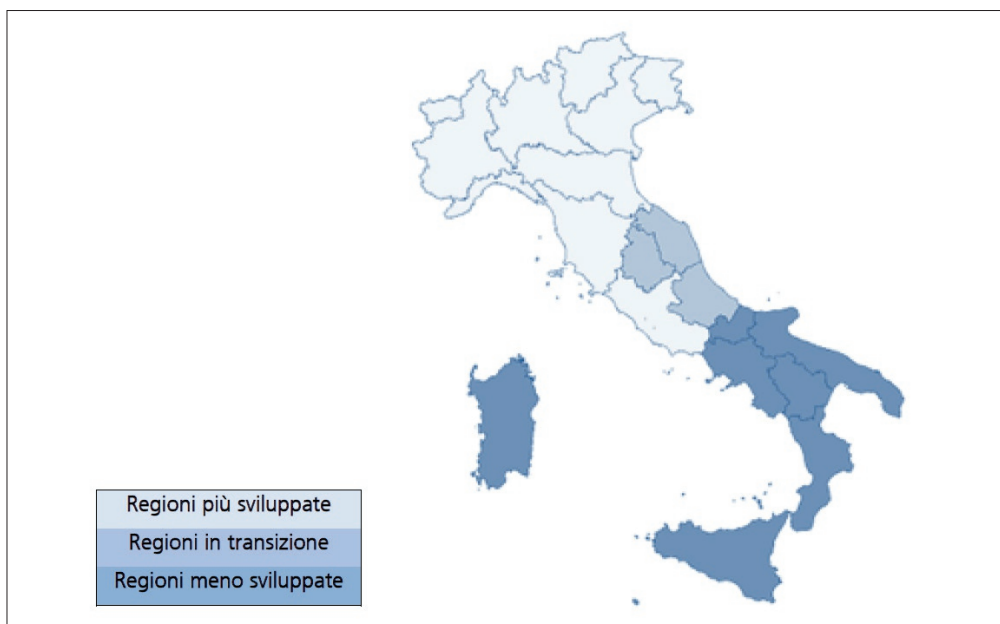 Regioni più sviluppate
Regioni in transizione
Regioni meno sviluppate